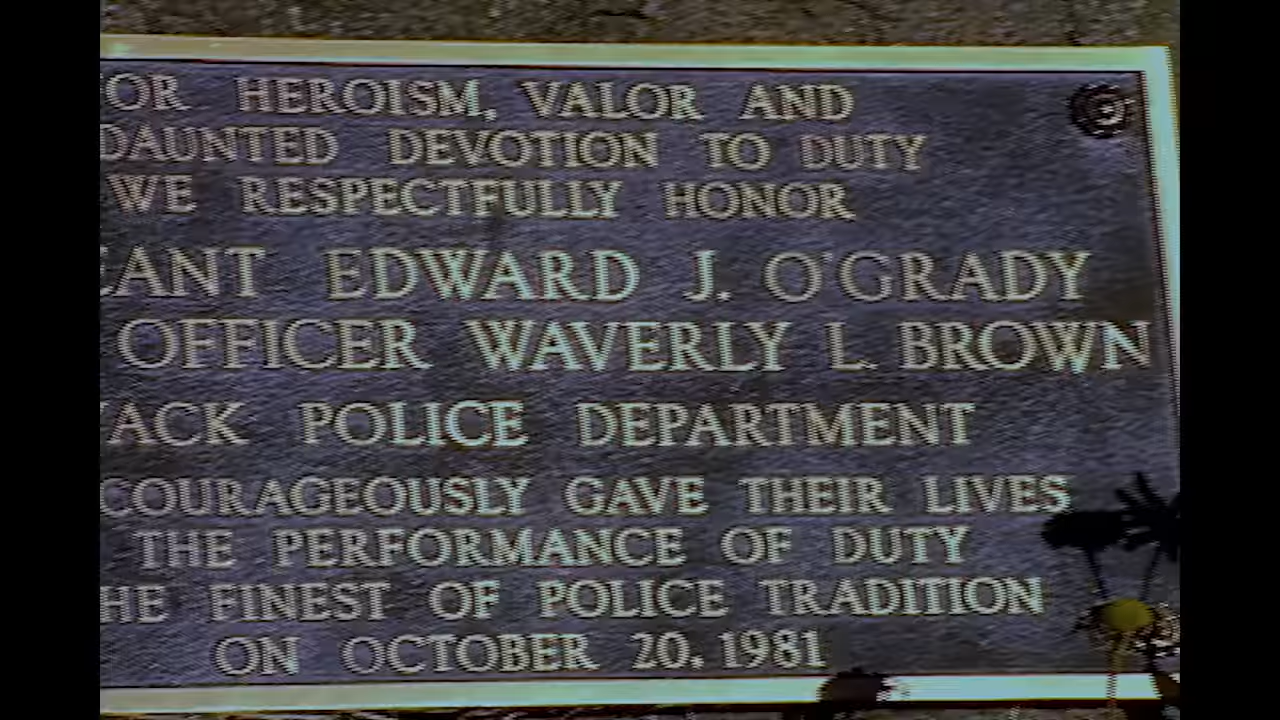 OR HEROISM, VALOR AND
DAUNTED DEVOTION TO DUTY
WE RESPECTFULLY HONOR
EANT EDWARD J. O'GRADY
OFFICER WAVERLY L. BROWN
ACK POLICE DEPARTMENT
COURAGEOUSLY GAVE THEIR LIVES
THE PERFORMANCE OF DUTY
HE FINEST OF POLICE TRADITION
ON OCTOBER 20, 1981